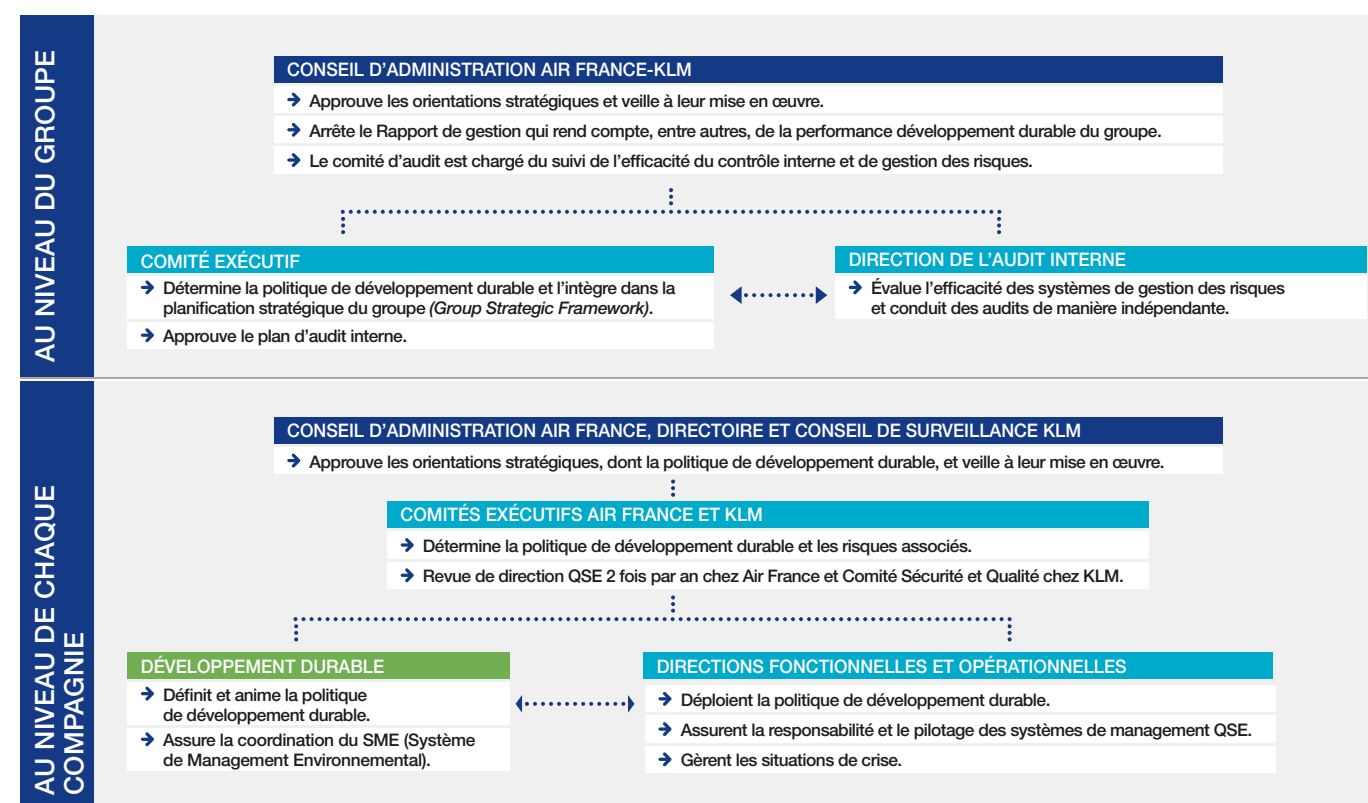 AU NIVEAU DU GROUPE
CONSEIL D'ADMINISTRATION AIR FRANCE-KLM
➔ Approuve les orientations stratégiques et veille à leur mise en œuvre.
➔ Arrête le Rapport de gestion qui rend compte, entre autres, de la performance développement durable du groupe.
➔ Le comité d'audit est chargé du suivi de l'efficacité du contrôle interne et de gestion des risques.
COMITÉ EXÉCUTIF
➔ Détermine la politique de développement durable et l'intègre dans la
planification stratégique du groupe (Group Strategic Framework).
➔ Approuve le plan d'audit interne.
DIRECTION DE L'AUDIT INTERNE
➔ Évalue l'efficacité des systèmes de gestion des risques
et conduit des audits de manière indépendante.
AU NIVEAU DE CHAQUE
COMPAGNIE
CONSEIL D'ADMINISTRATION AIR FRANCE, DIRECTOIRE ET CONSEIL DE SURVEILLANCE KLM
➔ Approuve les orientations stratégiques, dont la politique de développement durable, et veille à leur mise en œuvre.
COMITÉS EXÉCUTIFS AIR FRANCE ET KLM
➔ Détermine la politique de développement durable et les risques associés.
➔ Revue de direction QSE 2 fois par an chez Air France et Comité Sécurité et Qualité chez KLM.
DÉVELOPPEMENT DURABLE
➔ Définit et anime la politique
de développement durable.
➔ Assure la coordination du SME (Système
de Management Environnemental).
DIRECTIONS FONCTIONNELLES ET OPÉRATIONNELLES
➔ Déploient la politique de développement durable.
➔ Assurent la responsabilité et le pilotage des systèmes de management QSE.
➔ Gèrent les situations de crise.